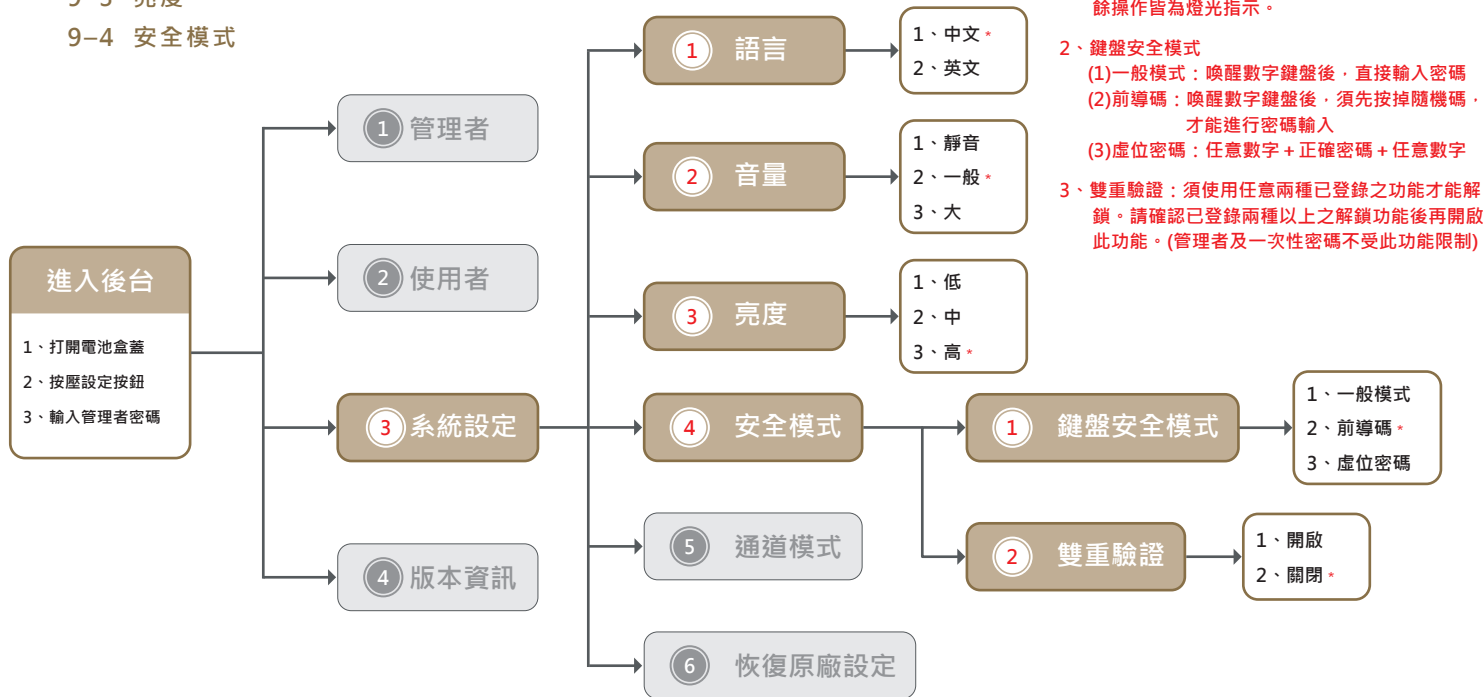 9–3 亮度
9–4 安全模式
進入後台
1、打開電池盒蓋
2、按壓設定按鈕
3、輸入管理者密碼
1 管理者
2 使用者
3 系統設定
4 版本資訊
1 語言
1、中文*
2、英文
2 音量
1、靜音
2、一般*
3、大
3 亮度
1、低
2、中
3、高*
4 安全模式
5 通道模式
6 恢復原廠設定
1 鍵盤安全模式
1、一般模式
2、前導碼*
3、虛位密碼
2 雙重驗證
1、開啟
2、關閉*
餘操作皆為燈光指示。
2、鍵盤安全模式
(1)一般模式：喚醒數字鍵盤後，直接輸入密碼
(2)前導碼：喚醒數字鍵盤後，須先按掉隨機碼，
才能進行密碼輸入
(3)虛位密碼：任意數字+正確密碼+任意數字
3、雙重驗證：須使用任意兩種已登錄之功能才能解
鎖。請確認已登錄兩種以上之解鎖功能後再開啟
此功能。(管理者及一次性密碼不受此功能限制)